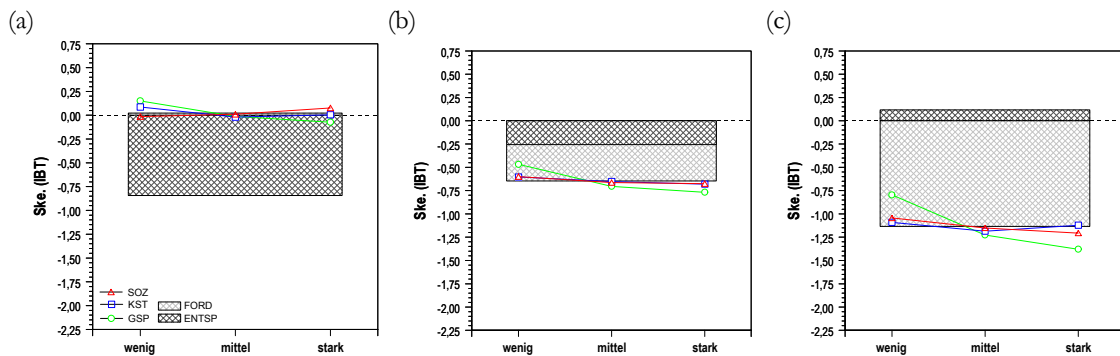 (a)
0,75
0,50
0,25
0,00
-0,25
-0,50
-0,75
-1,00
-1,25
-1,50
-1,75
-2,00
-2,25
Ske. (IBT)
SOZ
KST
GSP
FORD
ENTSP
wenig mittel stark
(b)
0,75
0,50
0,25
0,00
-0,25
-0,50
-0,75
-1,00
-1,25
-1,50
-1,75
-2,00
-2,25
Ske. (IBT)
wenig mittel stark
(c)
0,75
0,50
0,25
0,00
-0,25
-0,50
-0,75
-1,00
-1,25
-1,50
-1,75
-2,00
-2,25
Ske. (IBT)
wenig mittel stark